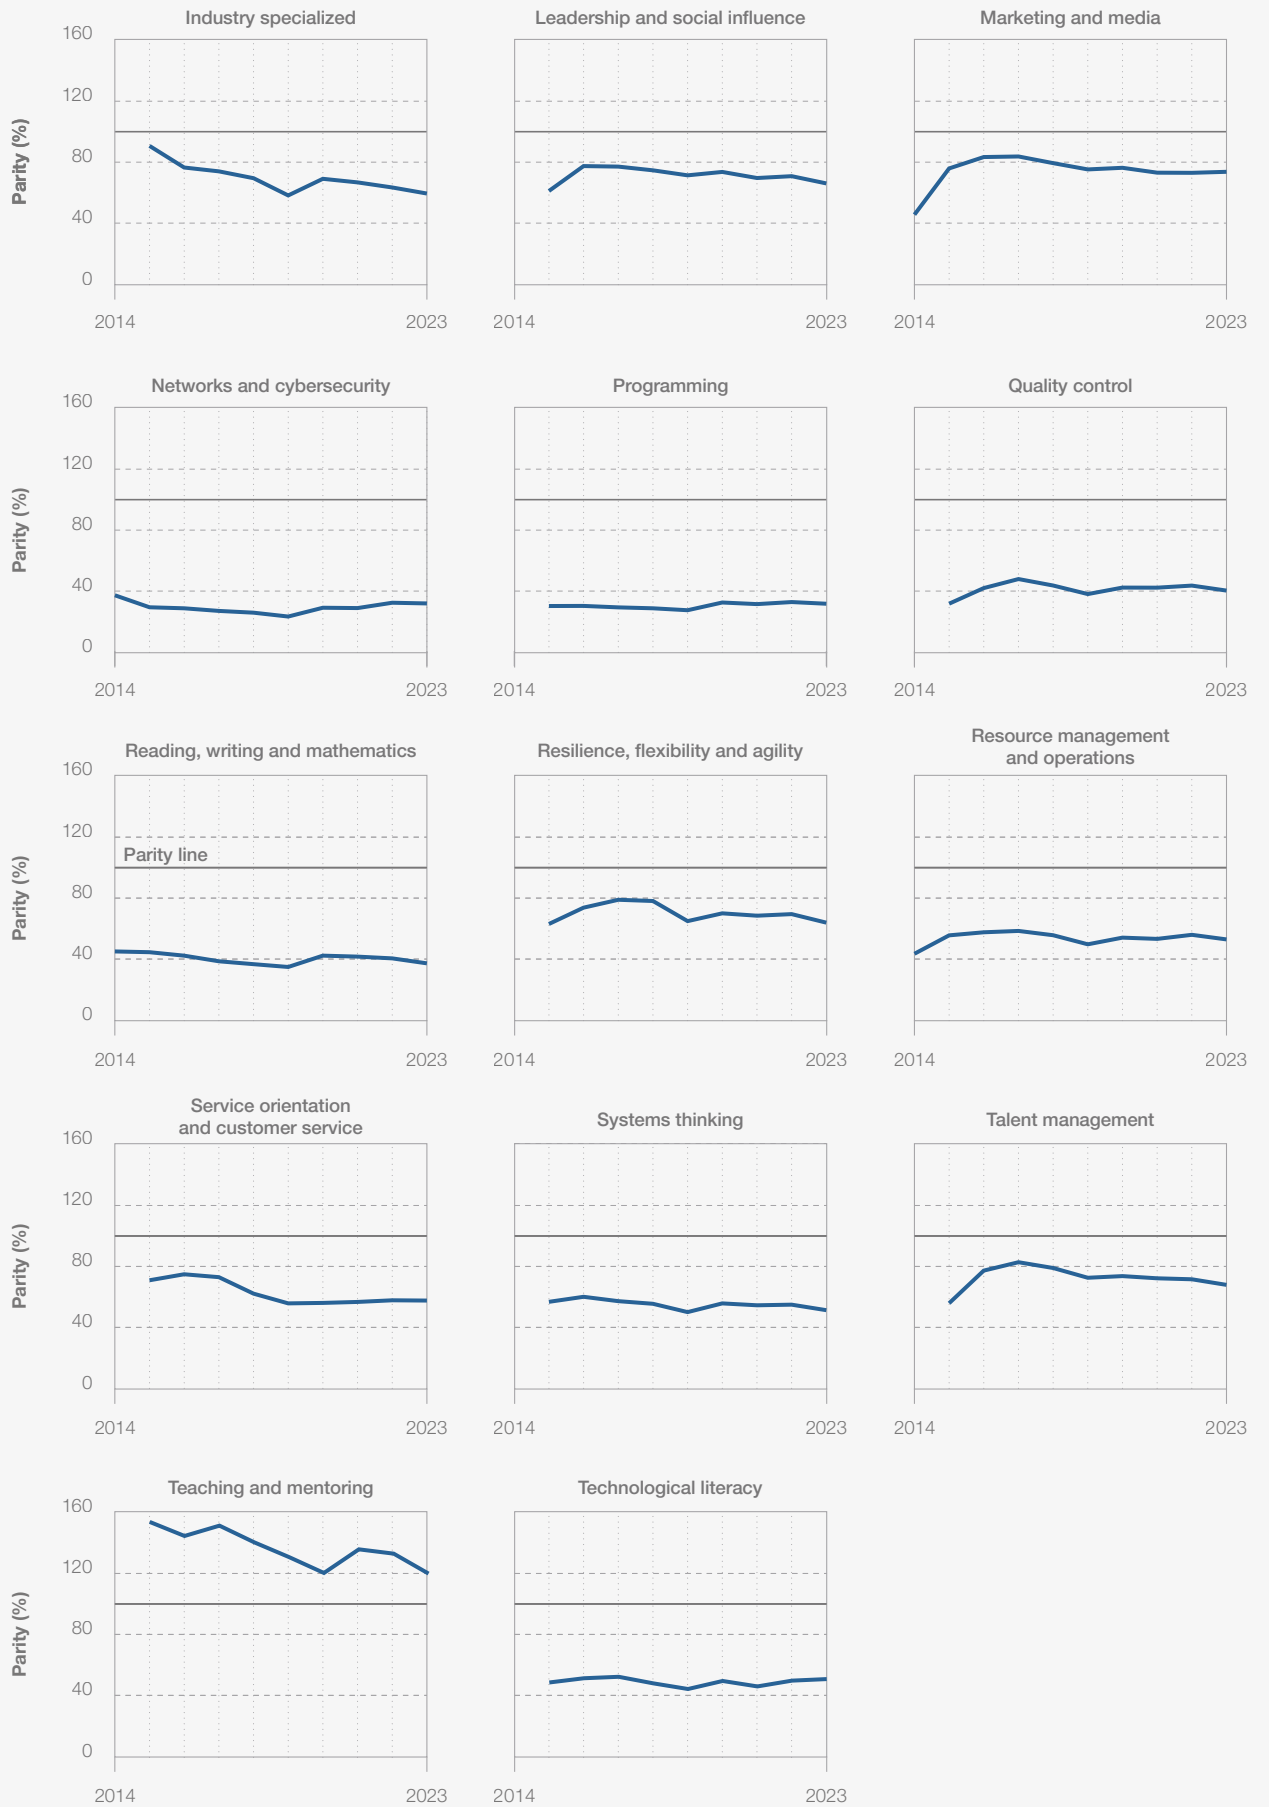 Industry specialized
Leadership and social influence
Marketing and media
Parity (%)
160
120
80
40
0
2014
2023
2014
2023
2014
2023
Networks and cybersecurity
Programming
Quality control
Parity (%)
160
120
80
40
0
2014
2023
2014
2023
2014
2023
Reading, writing and mathematics
Resilience, flexibility and agility
Resource management
and operations
Parity (%)
160
120
Parity line
80
40
0
2014
2023
2014
2023
2014
2023
Service orientation
and customer service
Systems thinking
Talent management
Parity (%)
160
120
80
40
0
2014
2023
2014
2023
2014
2023
Teaching and mentoring
Technological literacy
Parity (%)
160
120
80
40
0
2014
2023
2014
2023